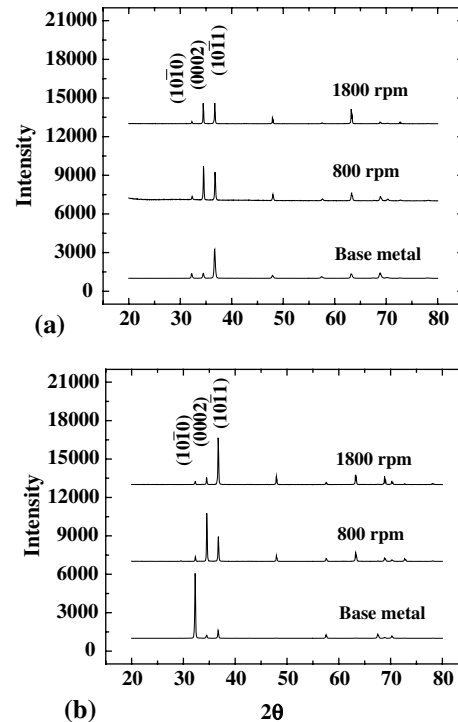 21000
18000
15000
12000
9000
6000
3000
0
Intensity
(101̄0)
(0002)
(101̄1)
1800 rpm
800 rpm
Base metal
20 30 40 50 60 70 80
(a)
21000
18000
15000
12000
9000
6000
3000
0
Intensity
(101̄0)
(0002)
(101̄1)
1800 rpm
800 rpm
Base metal
20 30 40 50 60 70 80
(b)
2θ